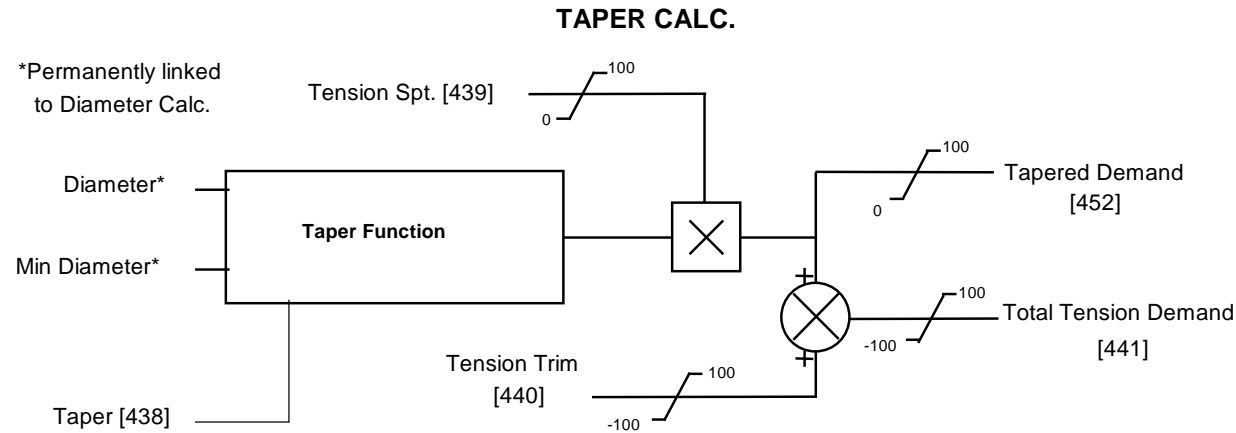 TAPER CALC.
*Permanently linked
to Diameter Calc.
Tension Spt. [439]
100
0
Diameter*
Min Diameter*
Taper Function
100
0
Tapered Demand
[452]
+
+
100
-100
Total Tension Demand
[441]
Tension Trim
[440]
100
-100
Taper [438]